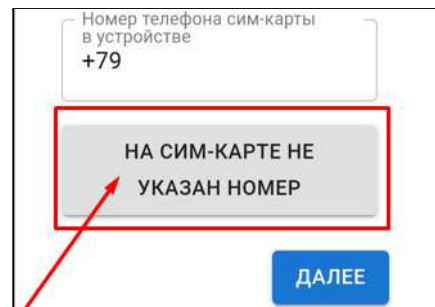 Номер телефона сим-карты
в устройстве
+79
НА СИМ-КАРТЕ НЕ
УКАЗАН НОМЕР
ДАЛЕЕ